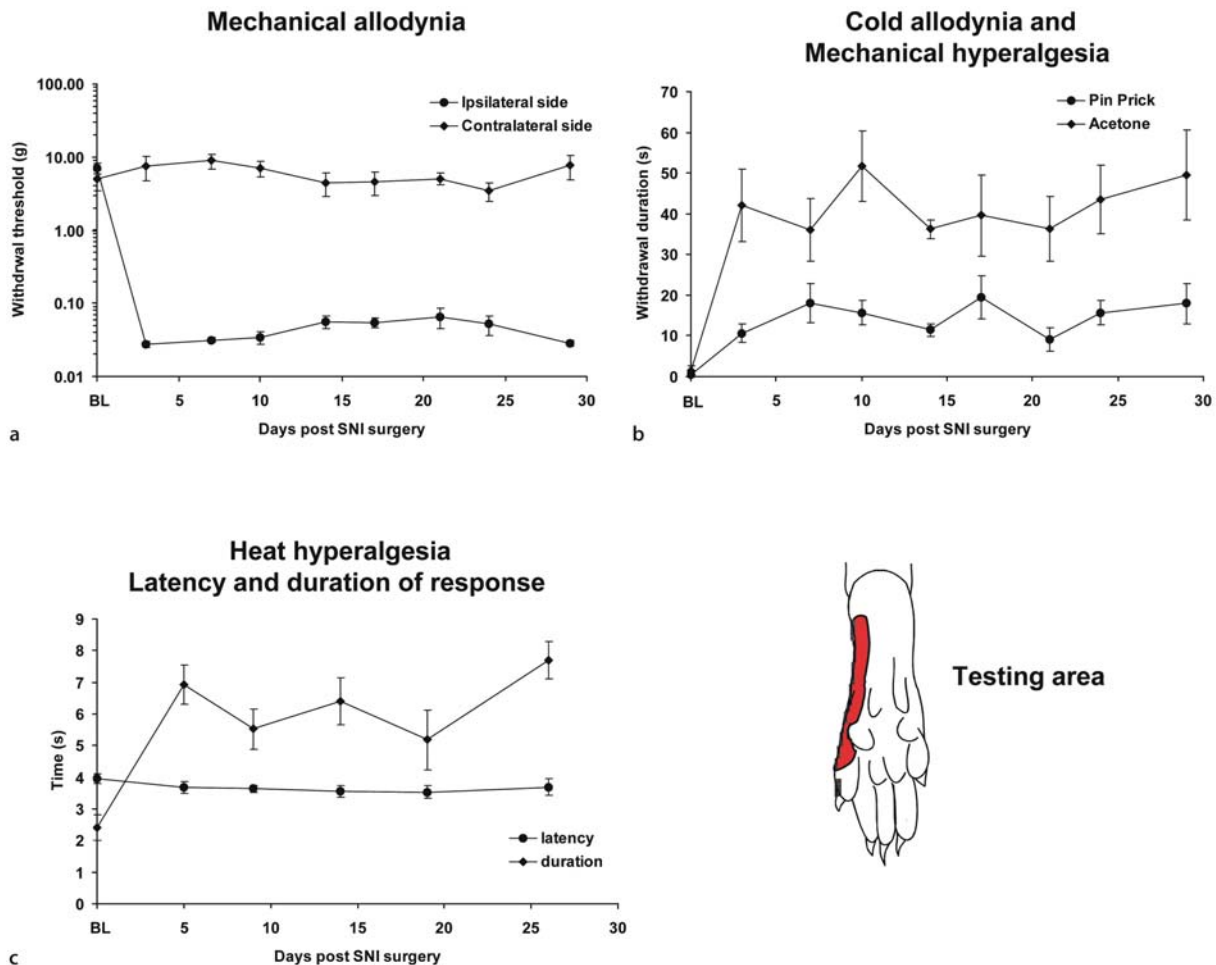 Mechanical allodynia
100.00
10.00
1.00
0.10
0.01
Withdrwal threshold (g)
Ipsilateral side
Contralateral side
BL 5 10 15 20 25 30
Days post SNI surgery
a
Cold allodynia and
Mechanical hyperalgesia
70
60
50
40
30
20
10
0
Withdrawal duration (s)
Pin Prick
Acetone
BL 5 10 15 20 25 30
Days post SNI surgery
b
Heat hyperalgesia
Latency and duration of response
9
8
7
6
5
4
3
2
1
0
Time (s)
latency
duration
BL 5 10 15 20 25 30
Days post SNI surgery
c
Testing area